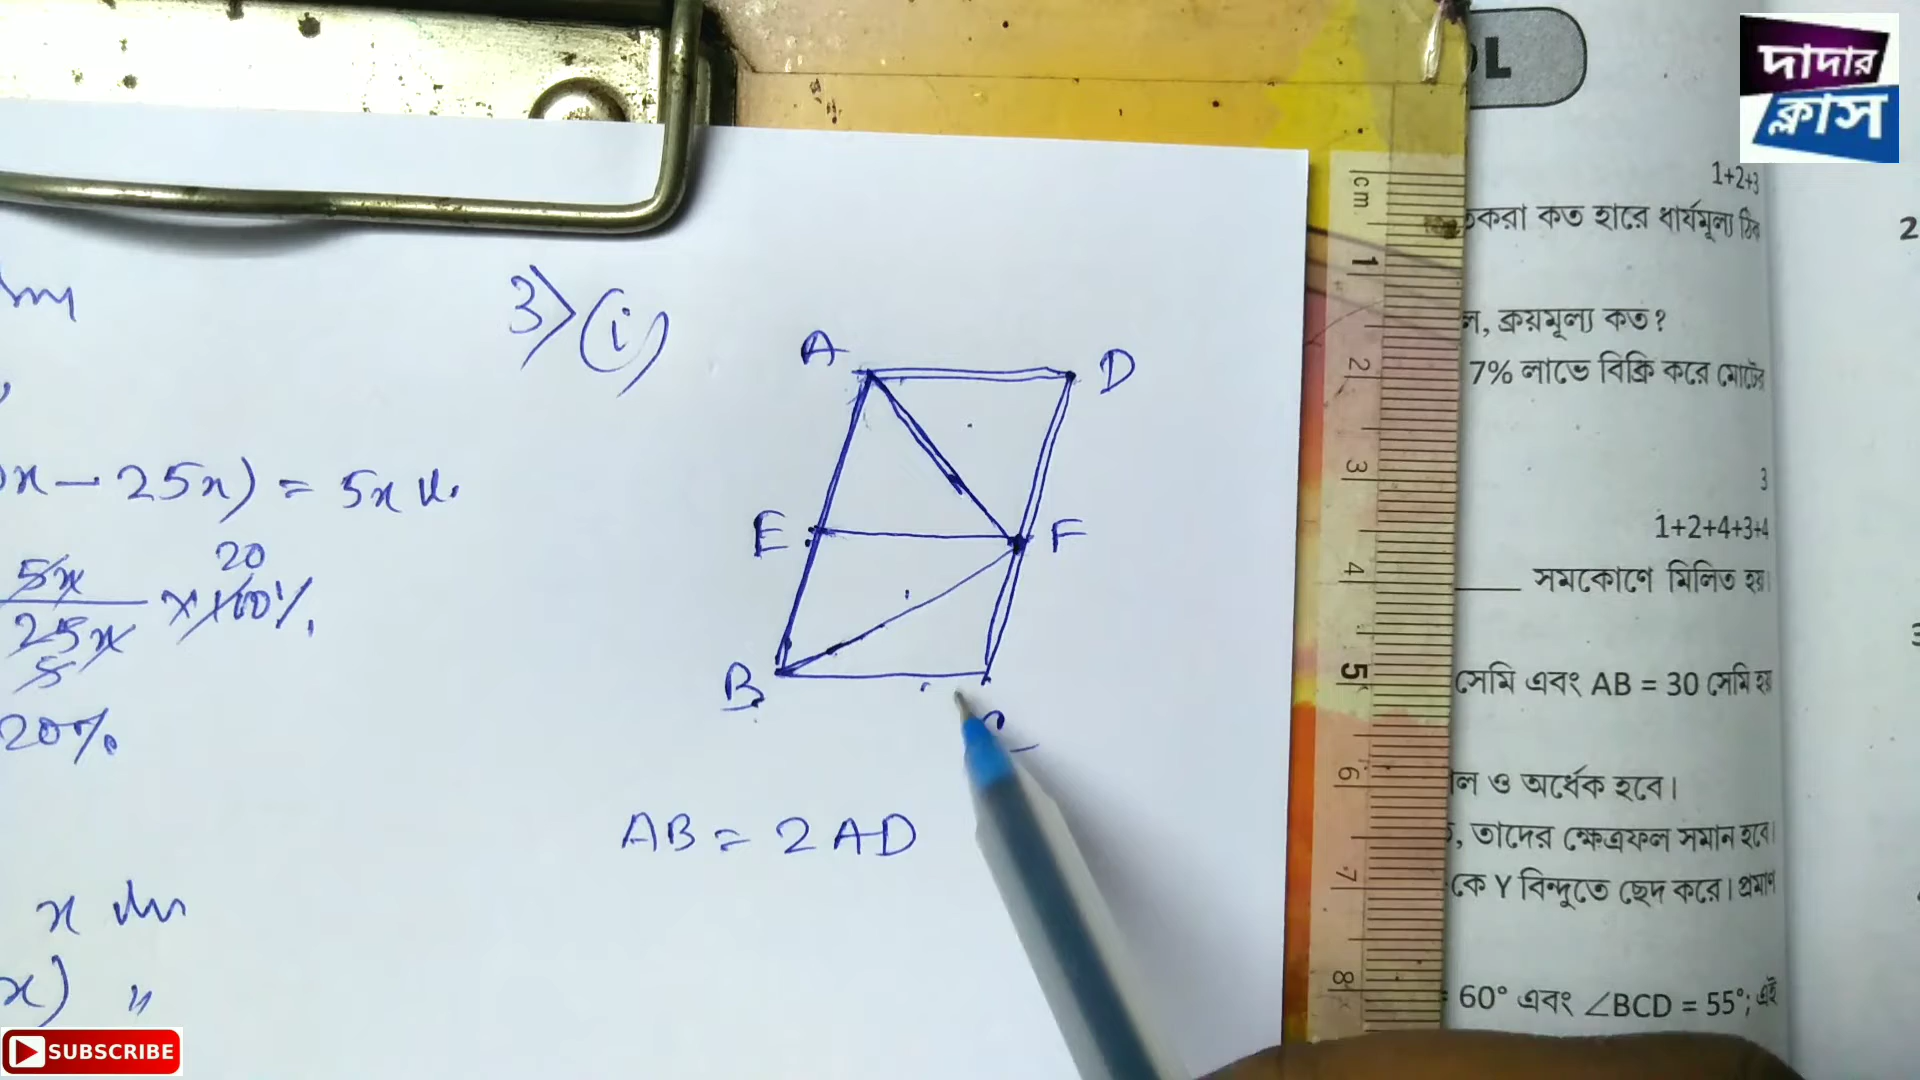 দাদার
ক্লাস
3) (i)
A D
E F
B
AB = 2AD
x - 25x) = 5x
5x
25x
5
20
x 100%
20%
x
x) "
cm
1
2
3
4
5
6
7
8
L
1+2+3
করা কত হারে ধার্যমূল্য ঠিক
ক্রয়মূল্য কত?
7% লাভে বিক্রি করে মোটের
3
1+2+4+3+4
সমকোণে মিলিত হয়।
সেমি এবং AB = 30 সেমি হয়
ও অর্ধেক হবে।
তাদের ক্ষেত্রফল সমান হবে।
কে Y বিন্দুতে ছেদ করে। প্রমাণ
60° এবং ∠BCD = 55°; এই
2
SUBSCRIBE